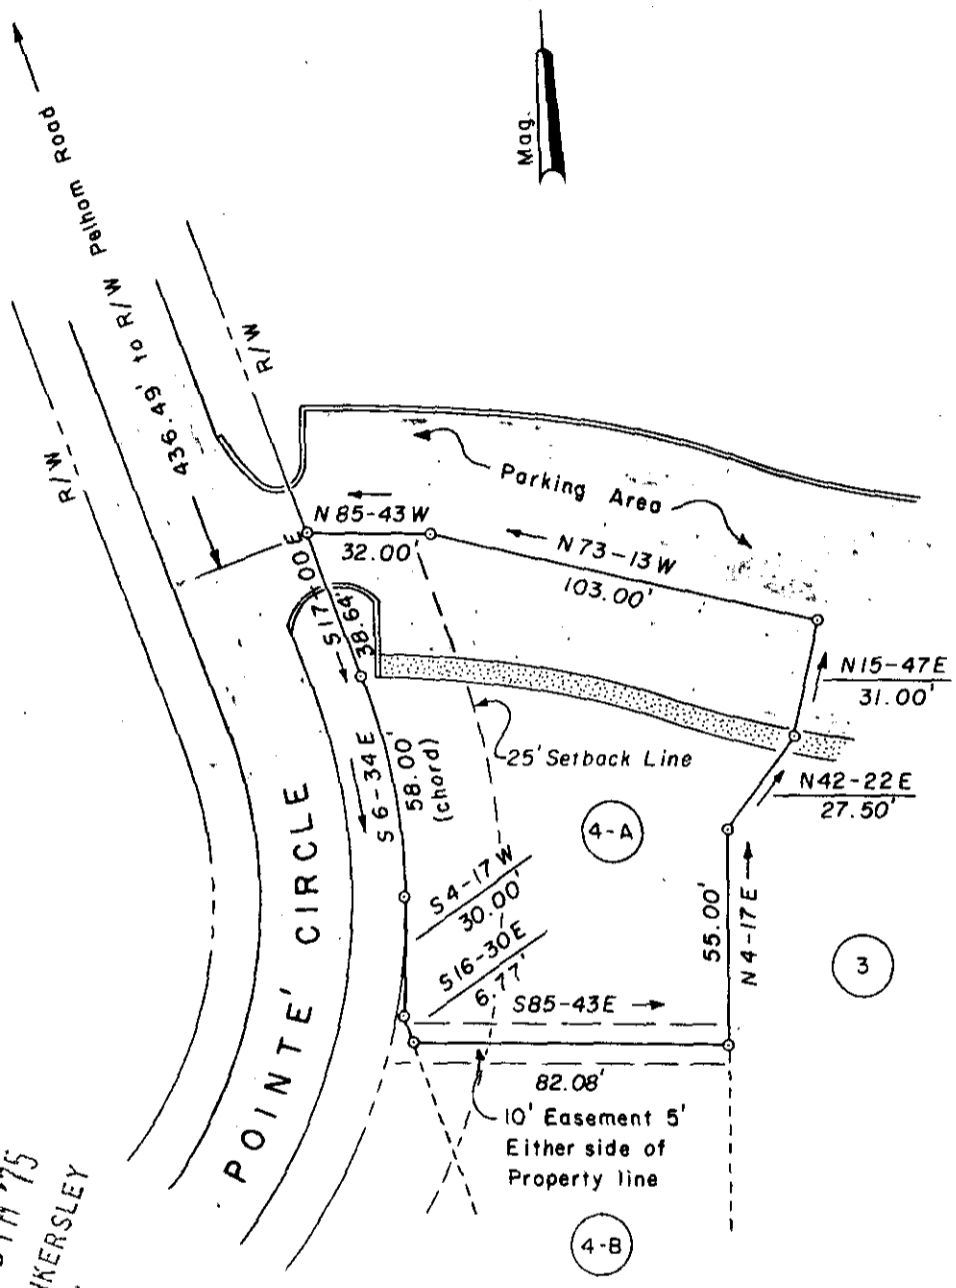 Mag.
436.49' to R/W Pelham Road
R/W
R/W
Parking Area
N 85-43 W
32.00'
N 73-13 W
103.00'
S17-00E
38.64'
N15-47E
31.00'
25' Setback Line
S 6-34 E
58.00'
(chord)
N42-22E
27.50'
4-A
S4-17 W
30.00'
S16-30E
6.77'
55.00'
N 4-17 E
3
S85-43E
82.08'
10' Easement 5'
Either side of
Property line
POINTE' CIRCLE
4-B
'75